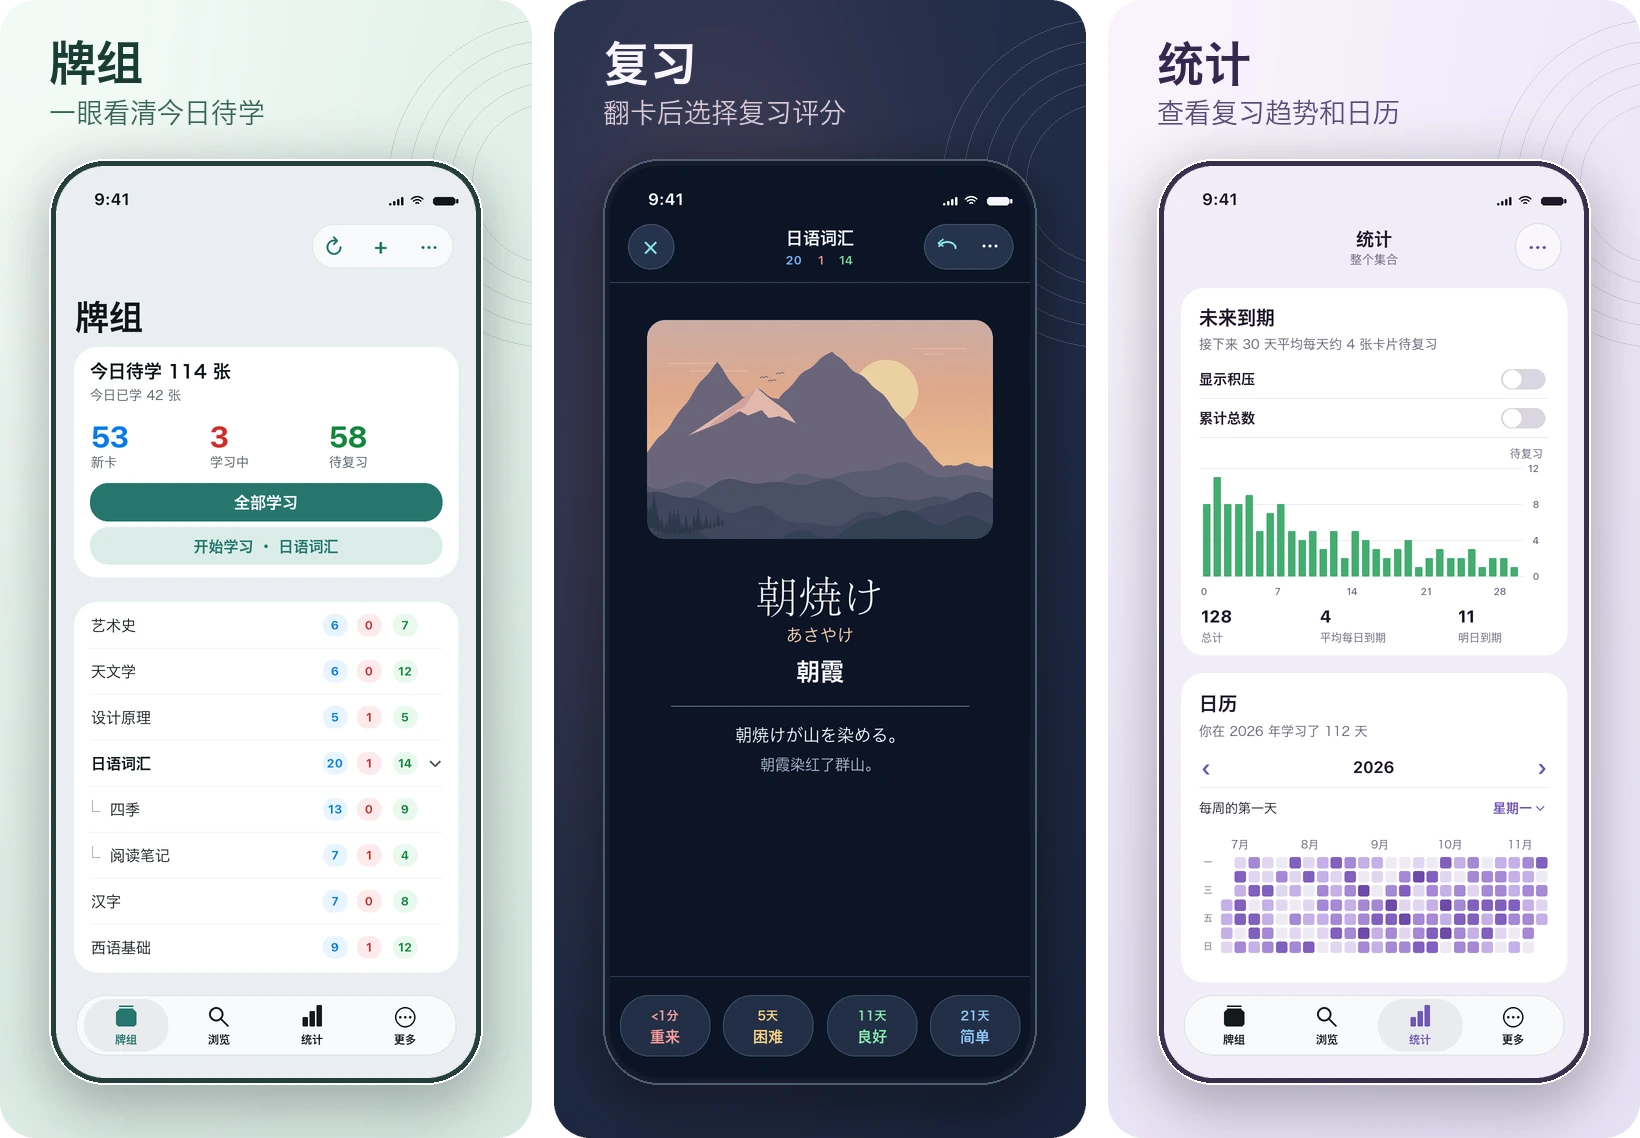 牌组
一眼看清今日待学
9:41
牌组
今日待学 114 张
今日已学 42 张
53 3 58
新卡 学习中 待复习
全部学习
开始学习 · 日语词汇
艺术史 6 0 7
天文学 6 0 12
设计原理 5 1 5
日语词汇 20 1 14
四季 13 0 9
阅读笔记 7 1 4
汉字 7 0 8
西语基础 9 1 12
牌组 浏览 统计 更多
复习
翻卡后选择复习评分
9:41
日语词汇
20 1 14
朝焼け
あさやけ
朝霞
朝焼けが山を染める。
朝霞染红了群山。
<1分 5天 11天 21天
重来 困难 良好 简单
统计
查看复习趋势和日历
9:41
统计
整个集合
未来到期
接下来 30 天平均每天约 4 张卡片待复习
显示积压
累计总数
待复习
12
8
4
0
0 7 14 21 28
128 4 11
总计 平均每日到期 明日到期
日历
你在 2026 年学习了 112 天
2026
每周的第一天 星期一
7月 8月 9月 10月 11月
一
三
五
日
牌组 浏览 统计 更多